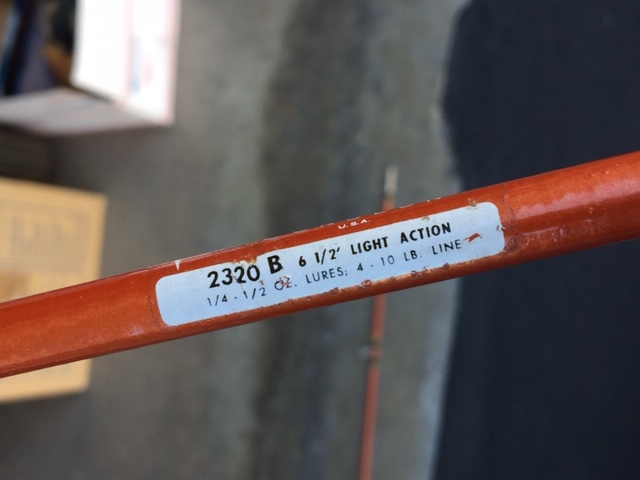 U.S.A.
2320 B 6 1/2' LIGHT ACTION
1/4 - 1/2 OZ. LURES; 4 - 10 LB. LINE